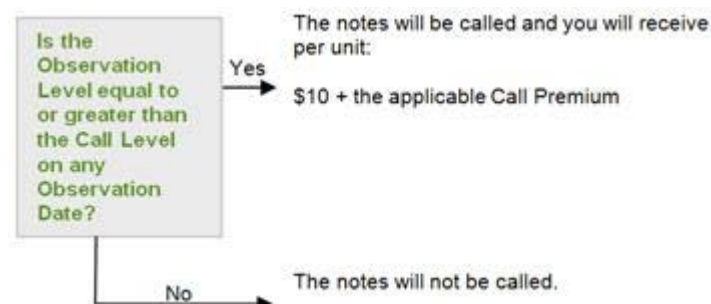 Is the
Observation
Level equal to
or greater than
the Call Level
on any
Observation
Date?
Yes
The notes will be called and you will receive
per unit:
$10 + the applicable Call Premium
No
The notes will not be called.